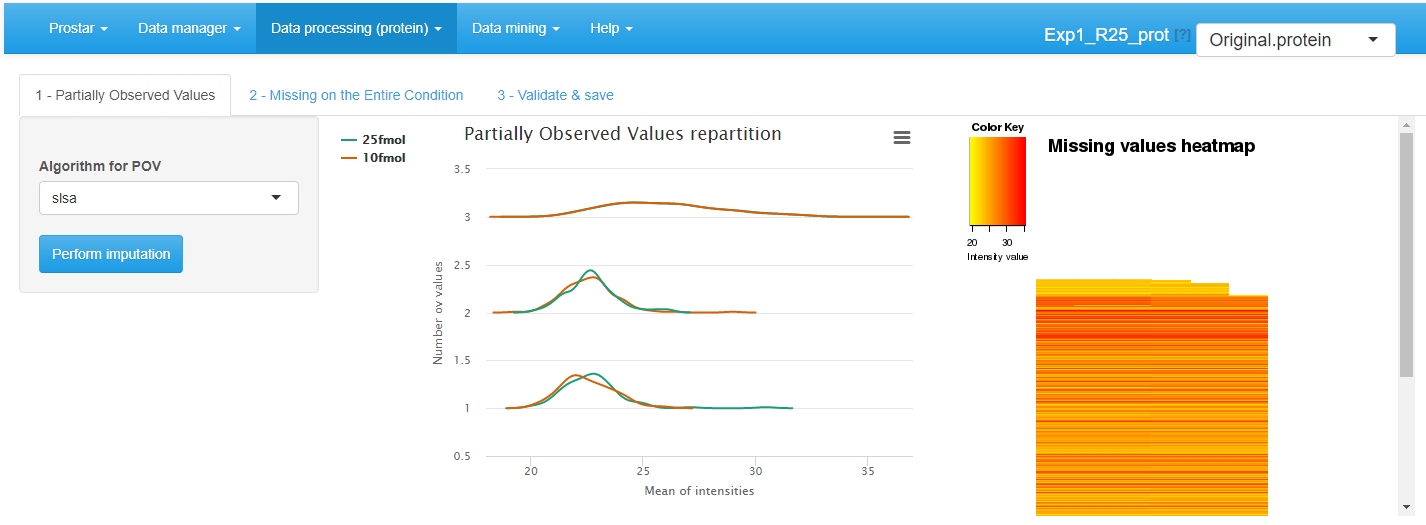 Prostar Data manager Data processing (protein) Data mining Help Exp1_R25_prot [?] Original.protein
1 - Partially Observed Values 2 - Missing on the Entire Condition 3 - Validate & save
Algorithm for POV
slsa
Perform imputation
25fmol
10fmol
Partially Observed Values repartition
Number ov values
3.5
3
2.5
2
1.5
1
0.5
20 25 30 35
Mean of intensities
Color Key
20 30
Intensity value
Missing values heatmap